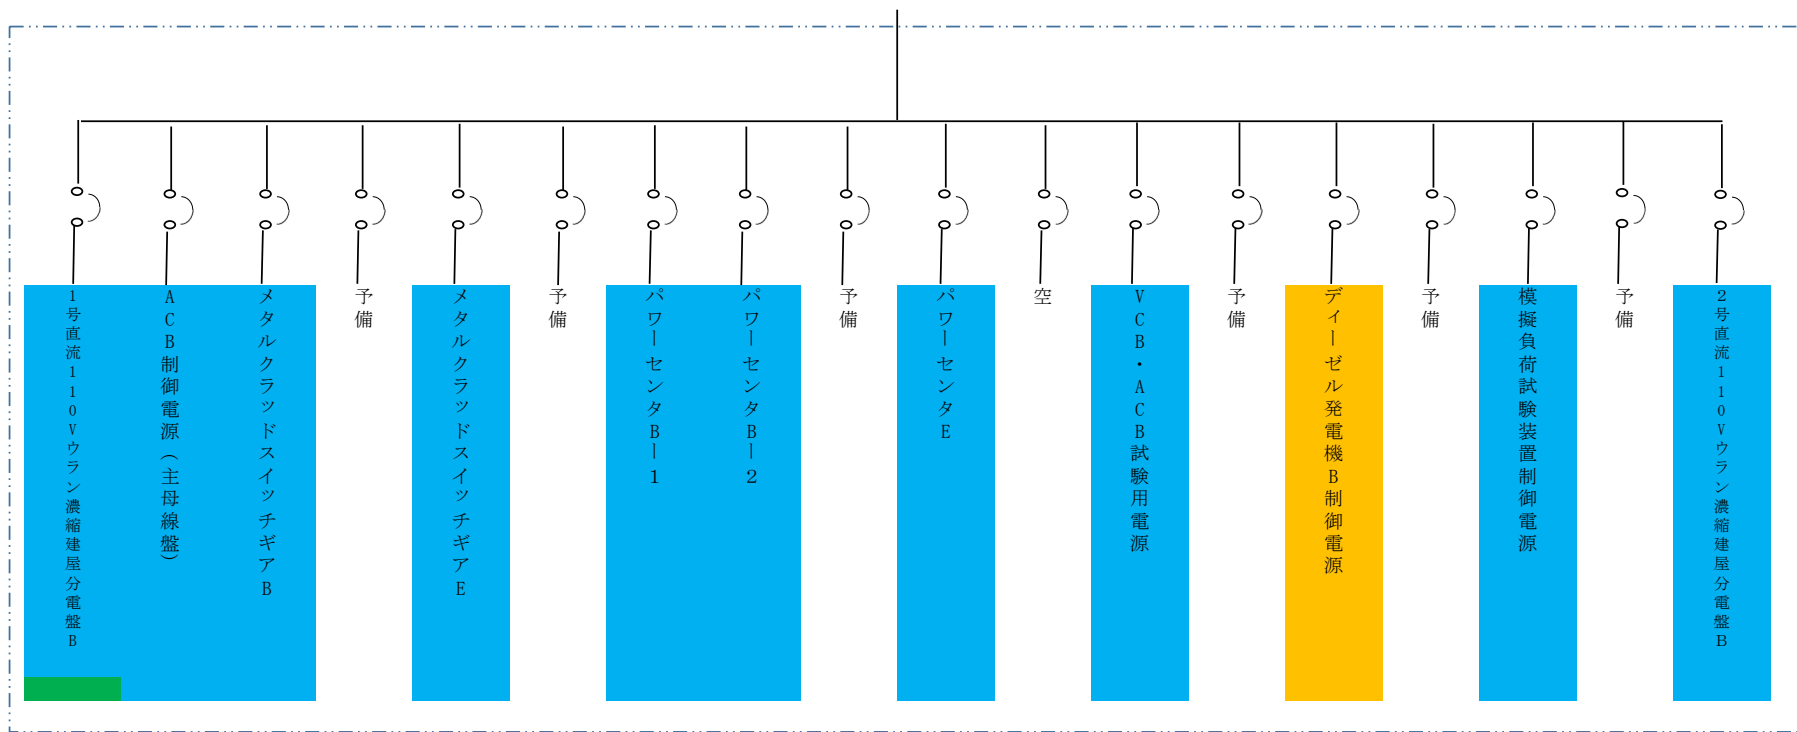 1号直流110Vウラン濃縮建屋分電盤B
ACB制御電源(主母線盤)
メタルクラッドスイッチギアB
予備
メタルクラッドスイッチギアE
予備
パワーセンタB-1
パワーセンタB-2
予備
パワーセンタE
空
VCB・ACB試験用電源
予備
ディーゼル発電機B制御電源
予備
模擬負荷試験装置制御電源
予備
2号直流110Vウラン濃縮建屋分電盤B